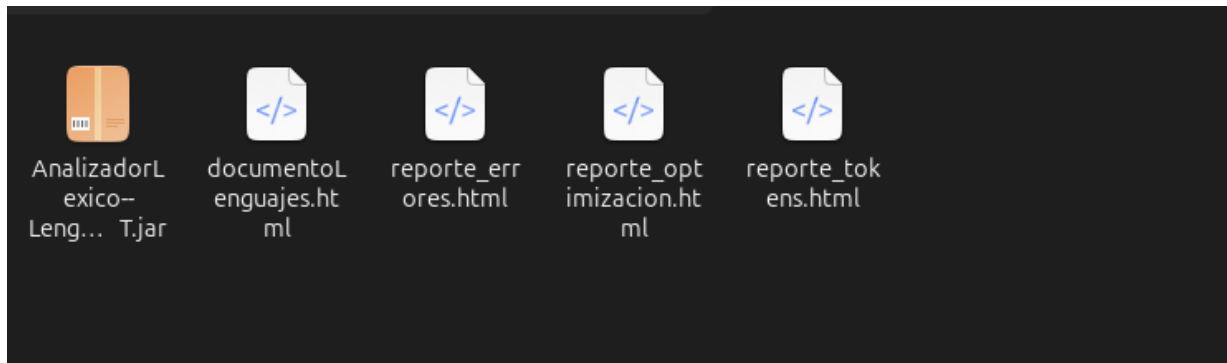 AnalizadorL
exico--
Leng... T.jar
documentoL
enguajes.ht
ml
reporte_err
ores.html
reporte_opt
imizacion.ht
ml
reporte_tok
ens.html